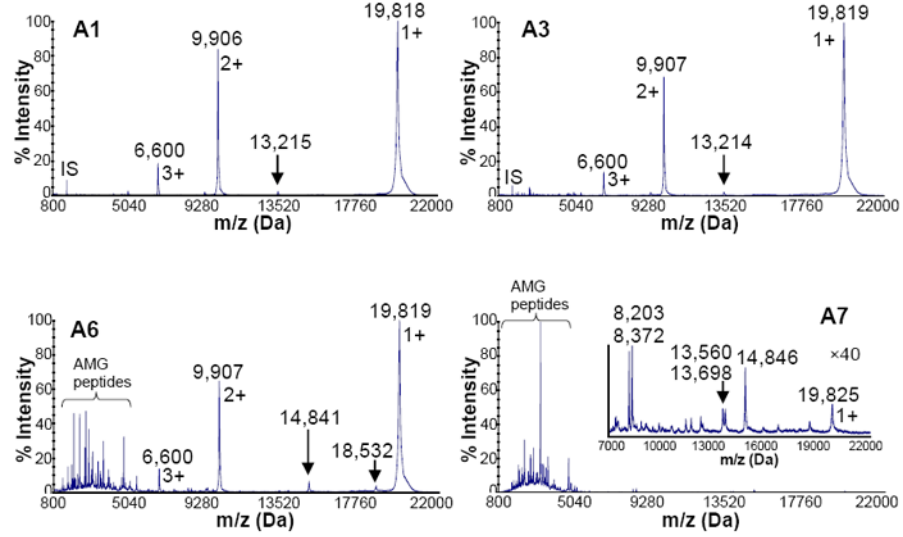 A1
% Intensity
100
80
60
40
20
0
IS
6,600
3+
9,906
2+
13,215
19,818
1+
800 5040 9280 13520 17760 22000
m/z (Da)
A3
% Intensity
100
80
60
40
20
0
IS
6,600
3+
9,907
2+
13,214
19,819
1+
800 5040 9280 13520 17760 22000
m/z (Da)
A6
% Intensity
100
80
60
40
20
0
AMG
peptides
6,600
3+
9,907
2+
14,841
18,532
19,819
1+
800 5040 9280 13520 17760 22000
m/z (Da)
A7
% Intensity
100
80
60
40
20
0
AMG
peptides
8,203
8,372
13,560
13,698
14,846
×40
19,825
1+
7000 10000 13000 16000 19000 22000
m/z (Da)
800 5040 9280 13520 17760 22000
m/z (Da)